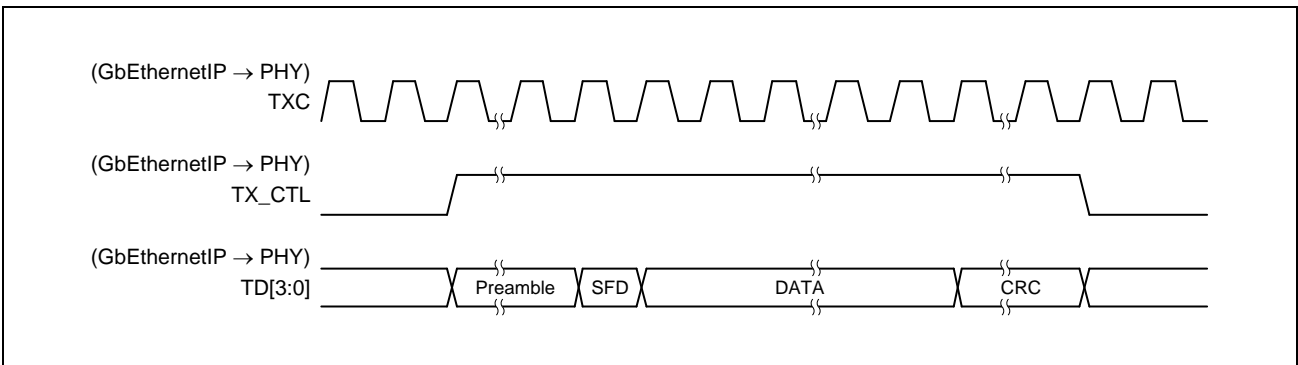 (GbEthernetIP → PHY)
TXC
(GbEthernetIP → PHY)
TX_CTL
(GbEthernetIP → PHY)
TD[3:0]
Preamble SFD DATA CRC